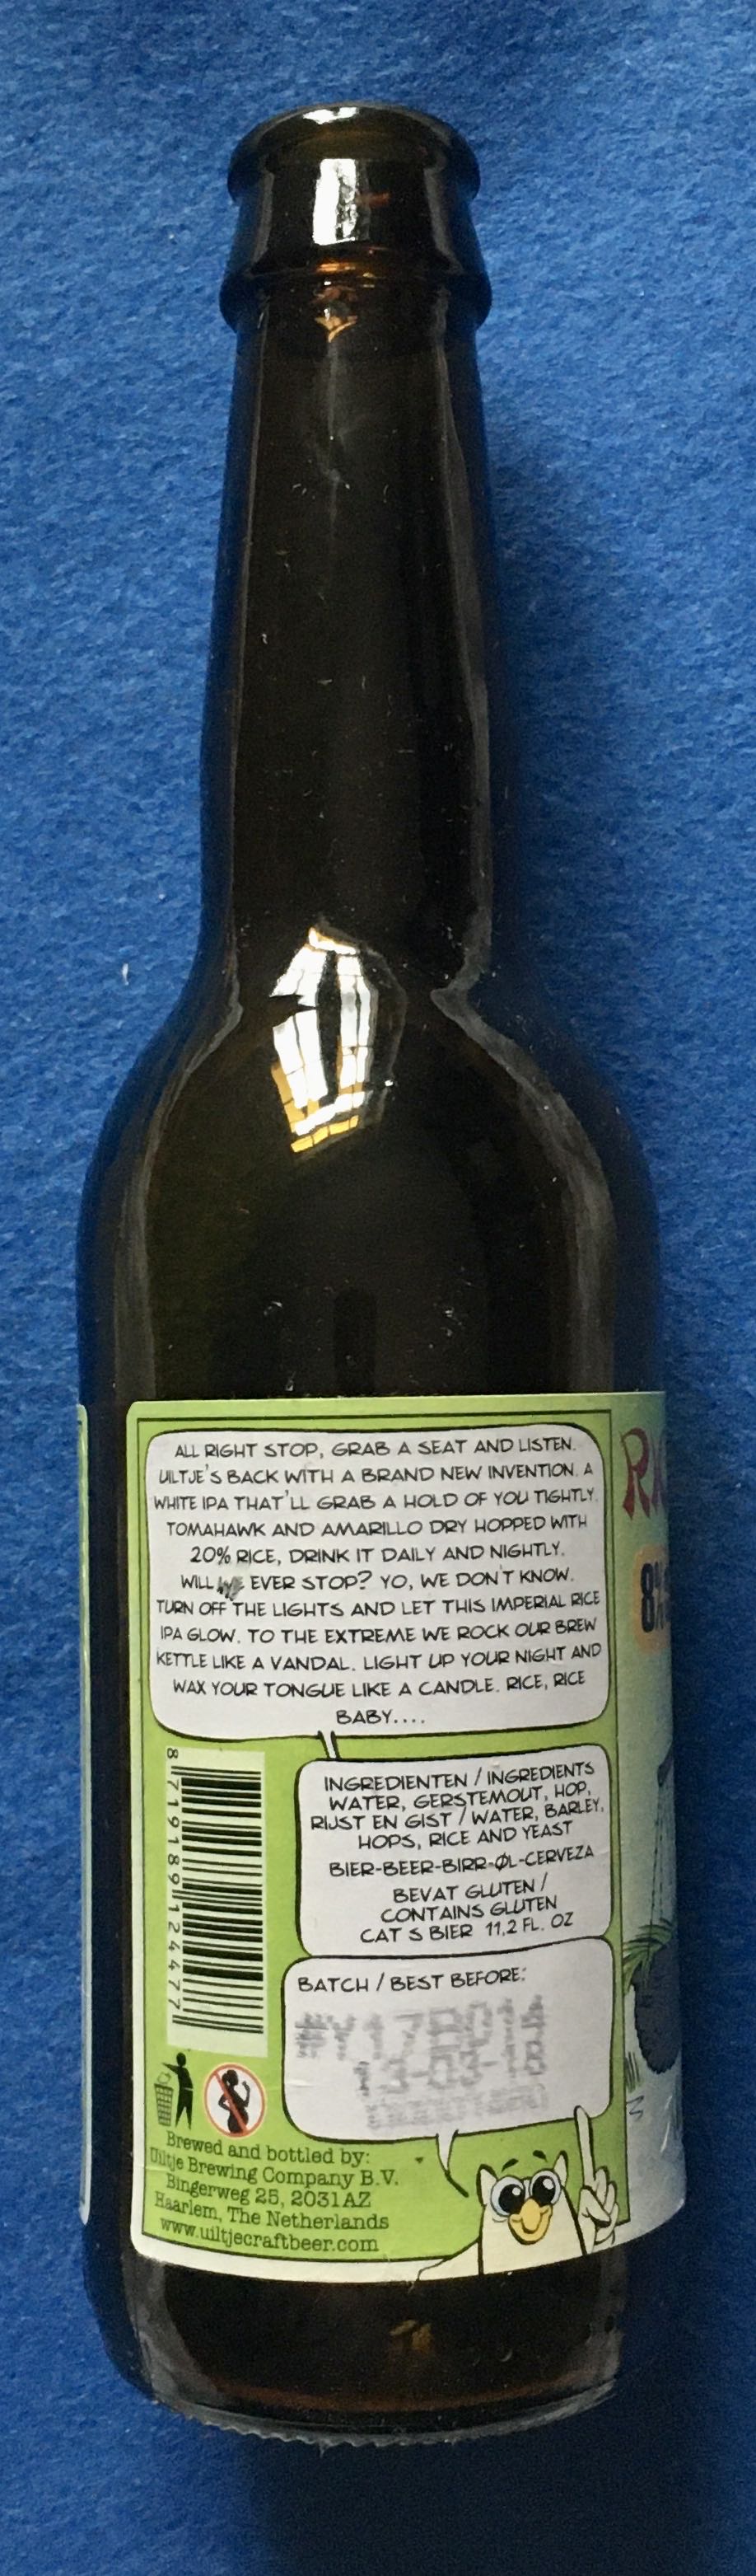 ALL RIGHT STOP, GRAB A SEAT AND LISTEN.
UILTJE'S BACK WITH A BRAND NEW INVENTION. A
WHITE IPA THAT'LL GRAB A HOLD OF YOU TIGHTLY.
TOMAHAWK AND AMARILLO DRY HOPPED WITH
20% RICE, DRINK IT DAILY AND NIGHTLY.
WILL WE EVER STOP? YO, WE DON'T KNOW.
TURN OFF THE LIGHTS AND LET THIS IMPERIAL RICE
IPA GLOW. TO THE EXTREME WE ROCK OUR BREW
KETTLE LIKE A VANDAL. LIGHT UP YOUR NIGHT AND
WAX YOUR TONGUE LIKE A CANDLE. RICE, RICE
BABY....
8%
8 719189 124477
INGREDIENTEN / INGREDIENTS
WATER, GERSTEMOUT, HOP,
RIJST EN GIST / WATER, BARLEY,
HOPS, RICE AND YEAST
BIER-BEER-BIRR-ØL-CERVEZA
BEVAT GLUTEN /
CONTAINS GLUTEN
CAT S BIER 11,2 FL. OZ
BATCH / BEST BEFORE:
Brewed and bottled by:
Uiltje Brewing Company B.V.
Bingerweg 25, 2031AZ
Haarlem, The Netherlands
www.uiltjecraftbeer.com